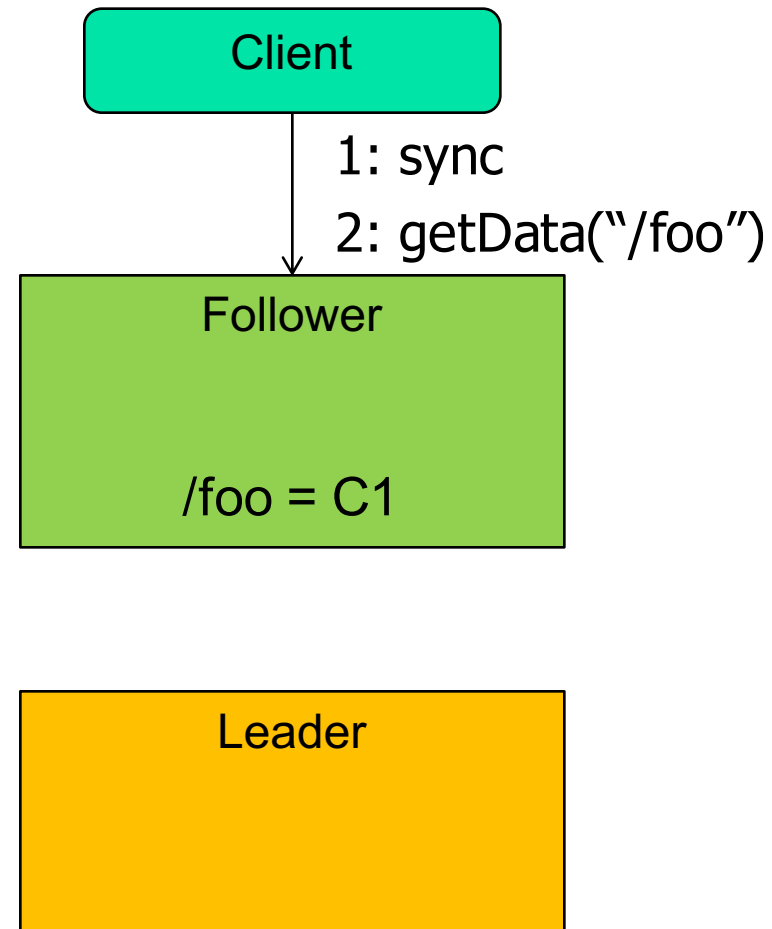 Client
1: sync
2: getData(“/foo”)
Follower
/foo = C1
Leader